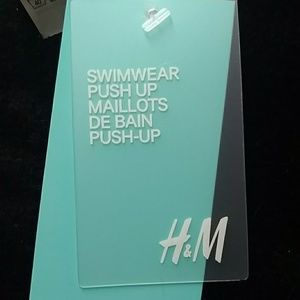 SWIMWEAR
PUSH UP
MAILLOTS
DE BAIN
PUSH-UP
H&M